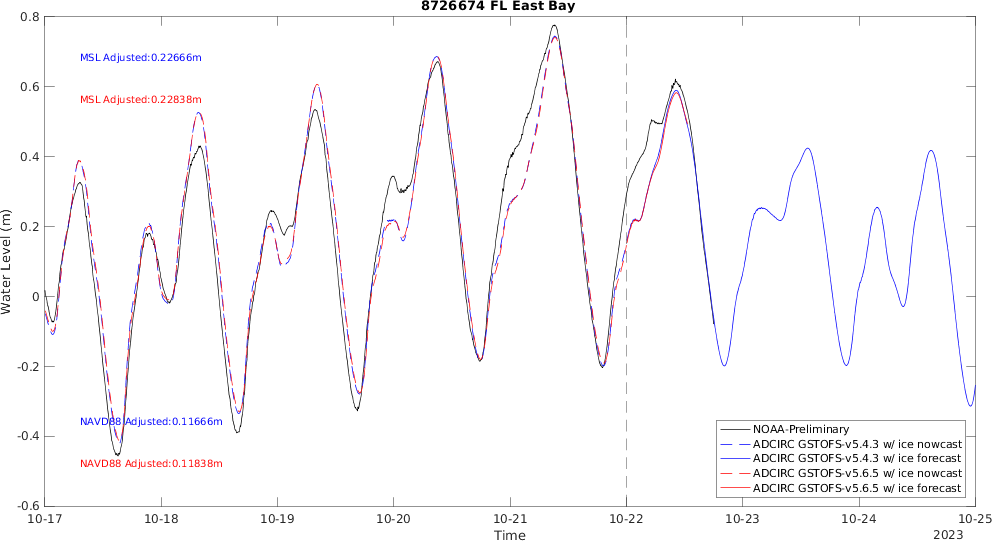 8726674 FL East Bay
0.8
0.6
0.4
0.2
0
-0.2
-0.4
-0.6
Water Level (m)
MSL Adjusted:0.22666m
MSL Adjusted:0.22838m
NAVD88 Adjusted:0.11666m
NAVD88 Adjusted:0.11838m
NOAA-Preliminary
ADCIRC GSTOFS-v5.4.3 w/ ice nowcast
ADCIRC GSTOFS-v5.4.3 w/ ice forecast
ADCIRC GSTOFS-v5.6.5 w/ ice nowcast
ADCIRC GSTOFS-v5.6.5 w/ ice forecast
10-17 10-18 10-19 10-20 10-21 10-22 10-23 10-24 10-25
Time
2023